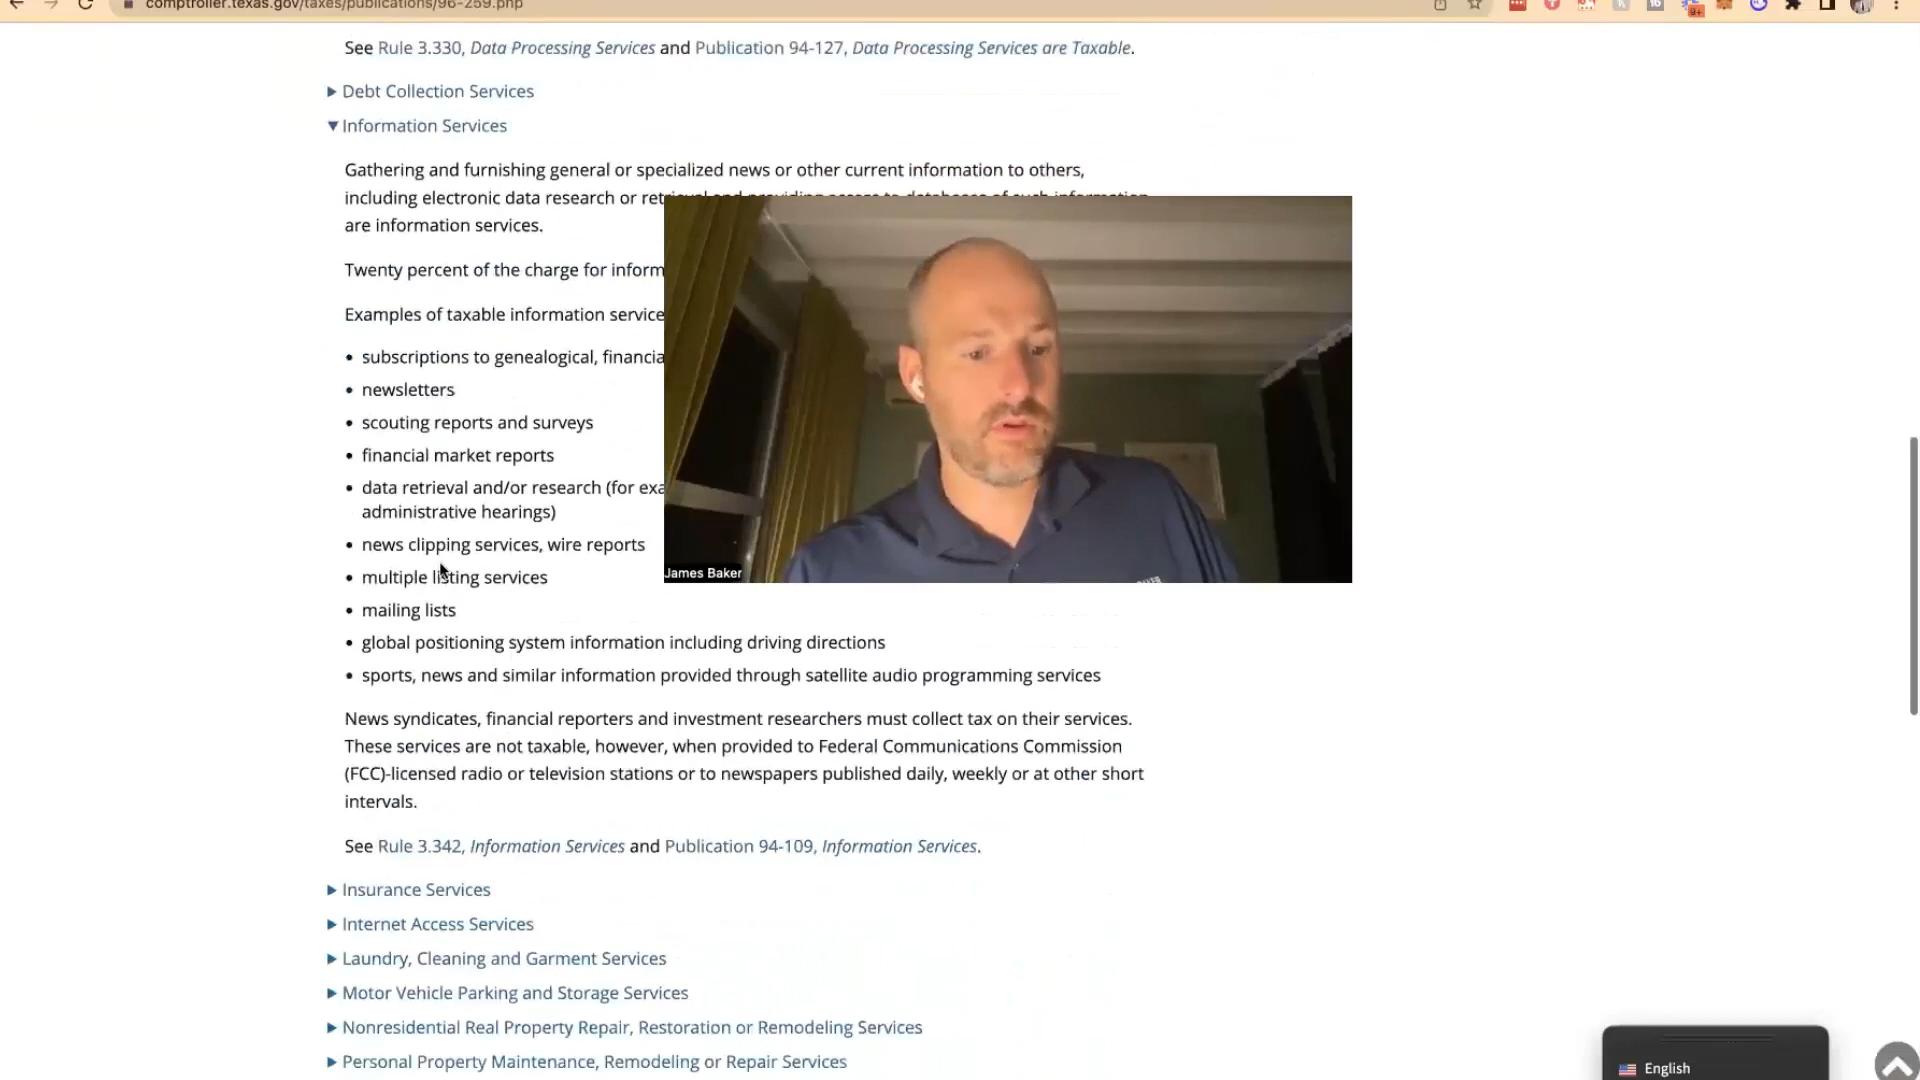 comptroller.texas.gov/taxes/publications/96-259.php
See Rule 3.330, Data Processing Services and Publication 94-127, Data Processing Services are Taxable.
Debt Collection Services
Information Services
Gathering and furnishing general or specialized news or other current information to others,
including electronic data research or retrieval and providing access to databases of such information
are information services.
Twenty percent of the charge for inform
Examples of taxable information service
• subscriptions to genealogical, financia
• newsletters
• scouting reports and surveys
• financial market reports
• data retrieval and/or research (for exa
administrative hearings)
• news clipping services, wire reports
• multiple listing services
• mailing lists
• global positioning system information including driving directions
• sports, news and similar information provided through satellite audio programming services
James Baker
News syndicates, financial reporters and investment researchers must collect tax on their services.
These services are not taxable, however, when provided to Federal Communications Commission
(FCC)-licensed radio or television stations or to newspapers published daily, weekly or at other short
intervals.
See Rule 3.342, Information Services and Publication 94-109, Information Services.
Insurance Services
Internet Access Services
Laundry, Cleaning and Garment Services
Motor Vehicle Parking and Storage Services
Nonresidential Real Property Repair, Restoration or Remodeling Services
Personal Property Maintenance, Remodeling or Repair Services
English